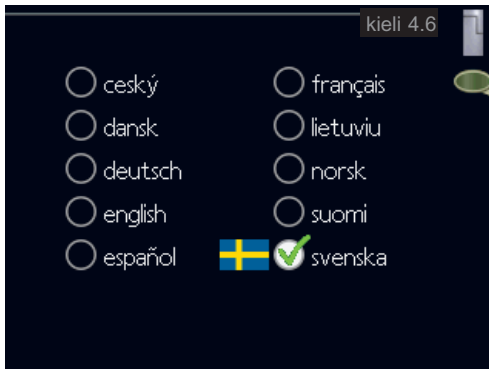 kieli 4.6
ceský
dansk
deutsch
english
español
français
lietuviu
norsk
suomi
svenska